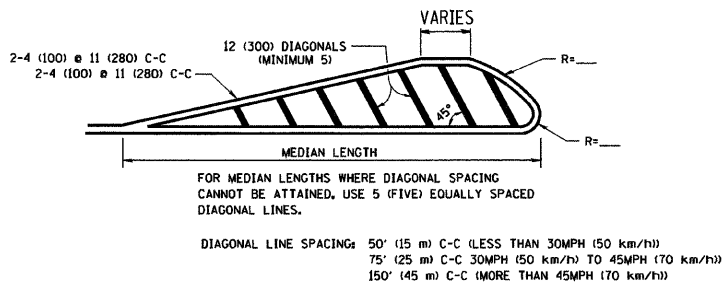 VARIES
12 (300) DIAGONALS
(MINIMUM 5)
2-4 (100) @ 11 (280) C-C
2-4 (100) @ 11 (280) C-C
R=___
45°
R=___
MEDIAN LENGTH
FOR MEDIAN LENGTHS WHERE DIAGONAL SPACING
CANNOT BE ATTAINED. USE 5 (FIVE) EQUALLY SPACED
DIAGONAL LINES.
DIAGONAL LINE SPACING: 50' (15 m) C-C (LESS THAN 30MPH (50 km/h))
75' (25 m) C-C 30MPH (50 km/h) TO 45MPH (70 km/h))
150' (45 m) C-C (MORE THAN 45MPH (70 km/h))